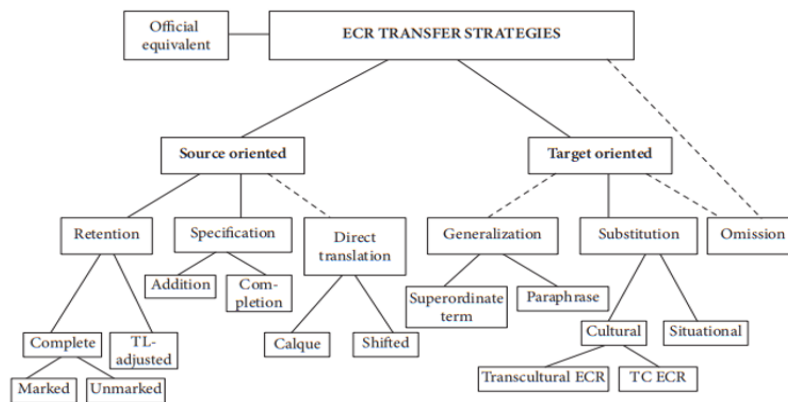 Official
equivalent
ECR TRANSFER STRATEGIES
Source oriented
Target oriented
Retention
Specification
Direct
translation
Generalization
Substitution
Omission
Addition
Com-
pletion
Superordinate
term
Paraphrase
Complete
TL-
adjusted
Calque
Shifted
Cultural
Situational
Marked
Unmarked
Transcultural ECR
TC ECR